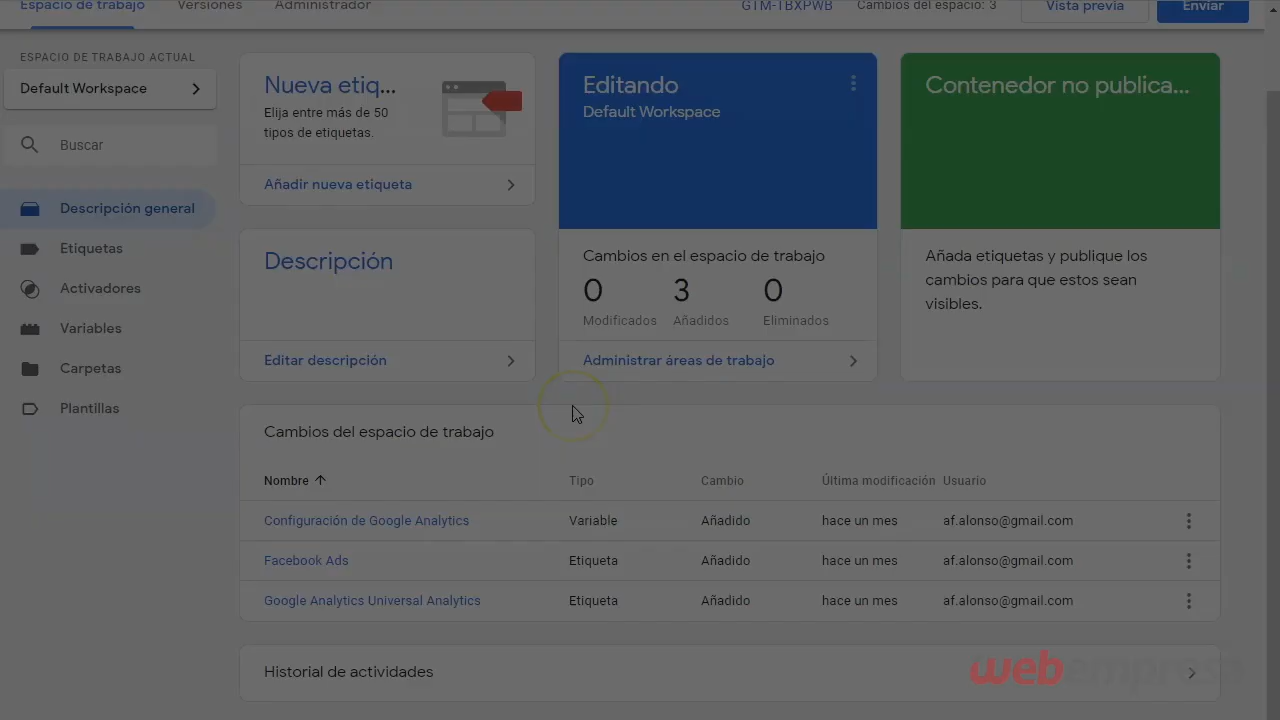 Espacio de trabajo Versiones Administrador GTM-TBXPWB Cambios del espacio: 3 Vista previa Enviar
ESPACIO DE TRABAJO ACTUAL
Default Workspace
Buscar
Descripción general
Etiquetas
Activadores
Variables
Carpetas
Plantillas
Nueva etiq...
Elija entre más de 50
tipos de etiquetas.
Añadir nueva etiqueta
Descripción
Editar descripción
Editando
Default Workspace
Cambios en el espacio de trabajo
0 3 0
Modificados Añadidos Eliminados
Administrar áreas de trabajo
Contenedor no publica...
Añada etiquetas y publique los
cambios para que estos sean
visibles.
Cambios del espacio de trabajo
Nombre Tipo Cambio Última modificación Usuario
Configuración de Google Analytics Variable Añadido hace un mes af.alonso@gmail.com
Facebook Ads Etiqueta Añadido hace un mes af.alonso@gmail.com
Google Analytics Universal Analytics Etiqueta Añadido hace un mes af.alonso@gmail.com
Historial de actividades
webempresa